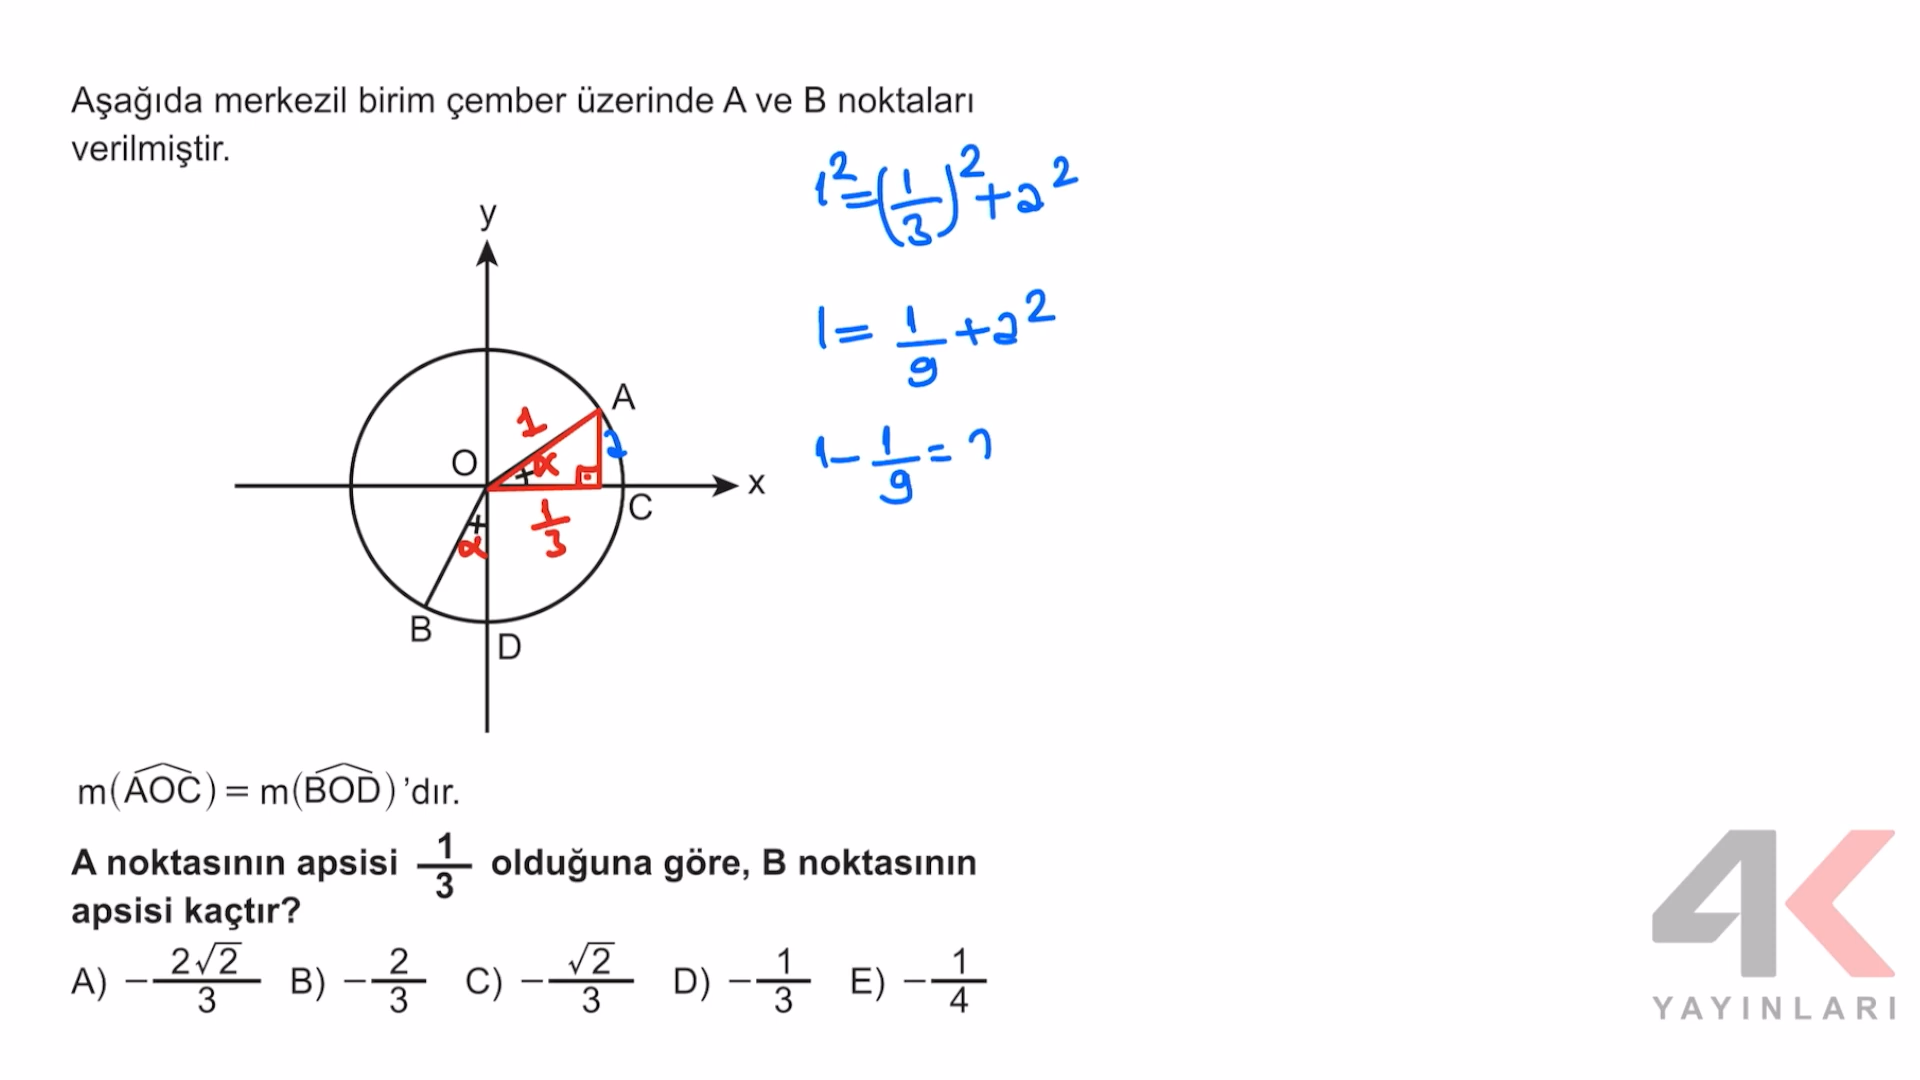 Aşağıda merkezil birim çember üzerinde A ve B noktaları
verilmiştir.
1² = (1/3)² + a²
y
1 = 1/9 + a²
A
1
a
O
α
1 - 1/9 = ?
x
C
1/3
α
B
D
m(AOC) = m(BOD)'dır.
A noktasının apsisi 1/3 olduğuna göre, B noktasının
apsisi kaçtır?
A) -2√2/3 B) -2/3 C) -√2/3 D) -1/3 E) -1/4
4K
YAYINLARI